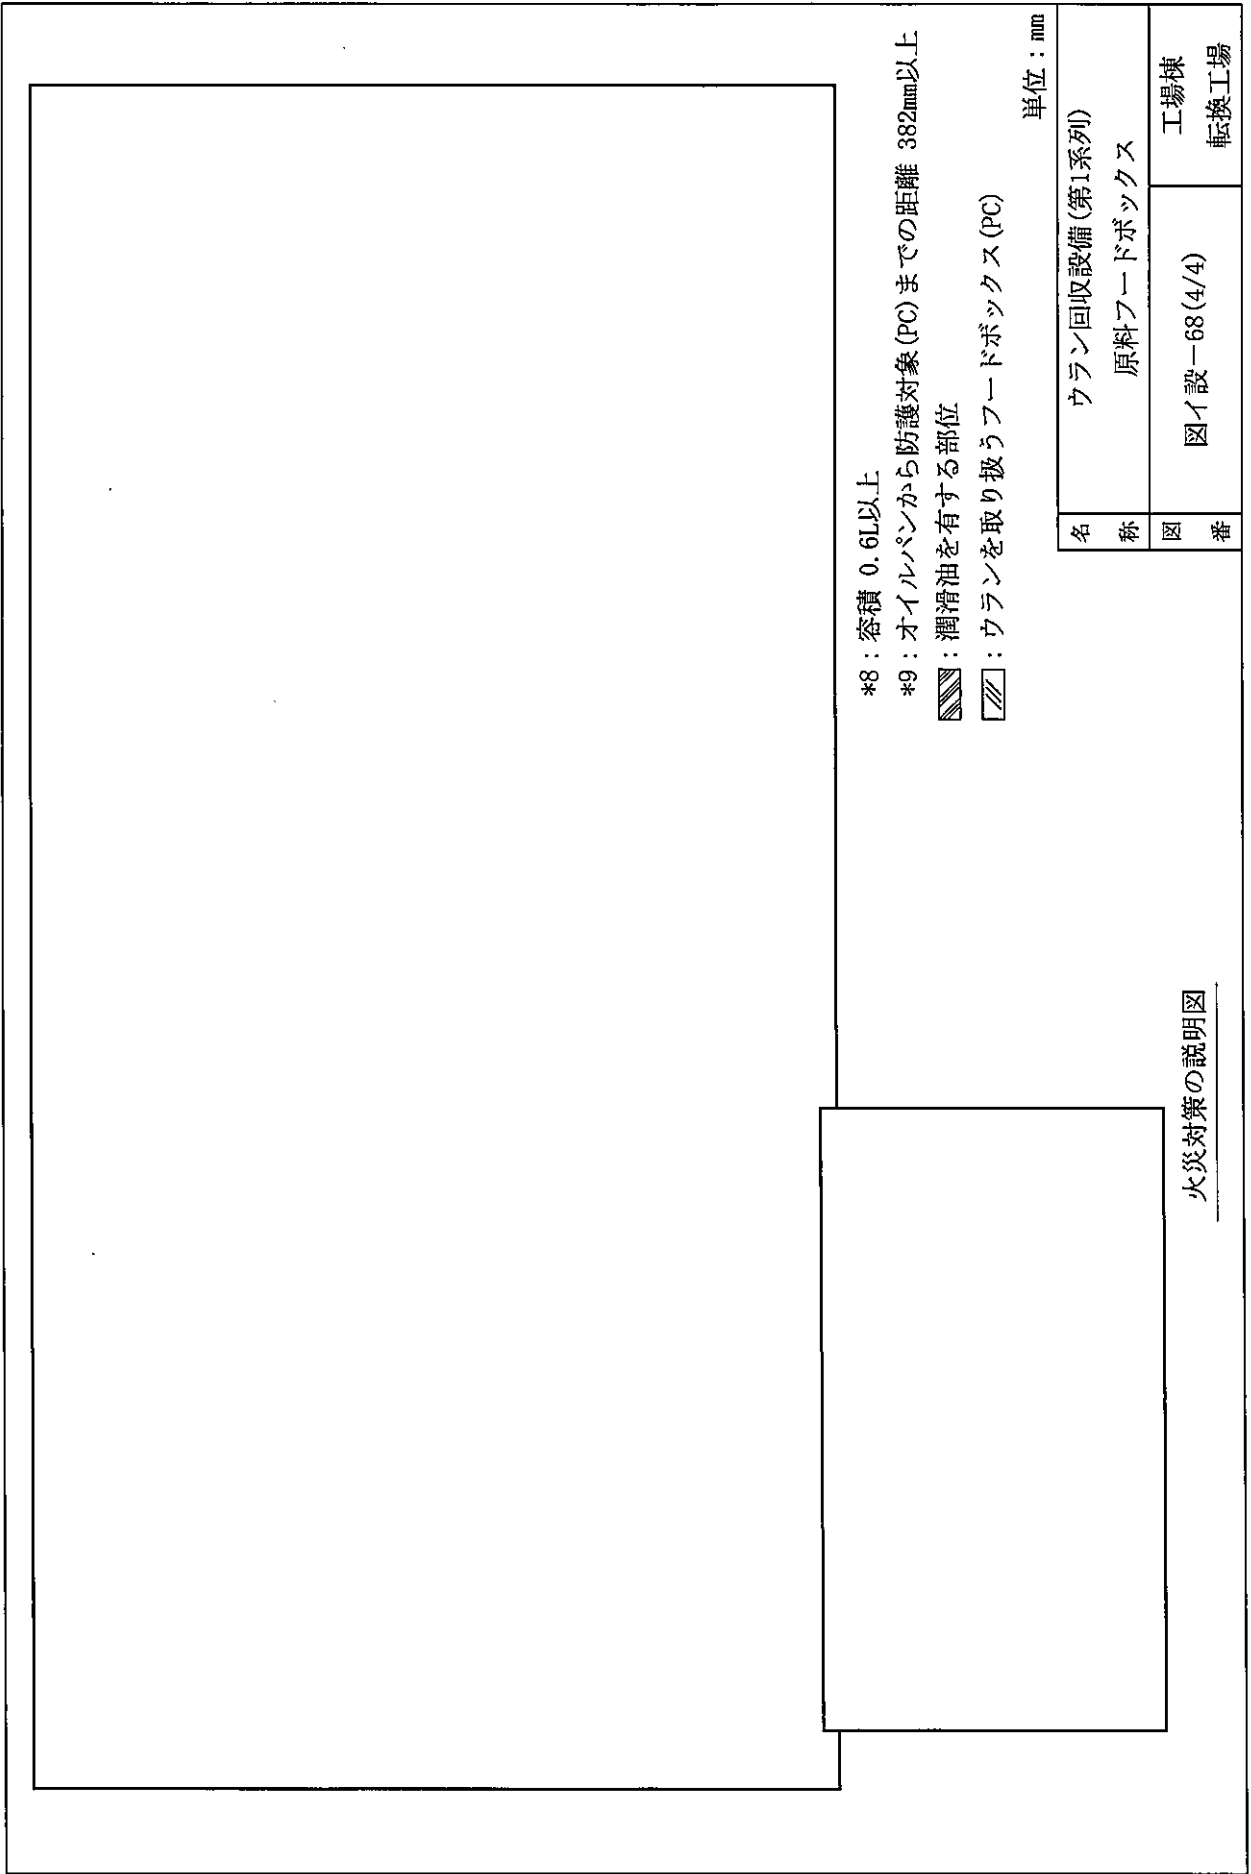 *8：容積 0.6L以上
*9：オイルパンから防護対象(PC)までの距離 382mm以上
：潤滑油を有する部位
：ウランを取り扱うフードボックス(PC)
単位：mm
火災対策の説明図
名称
ウラン回収設備(第1系列)
原料フードボックス
図番
図イ設－68(4/4)
工場棟
転換工場